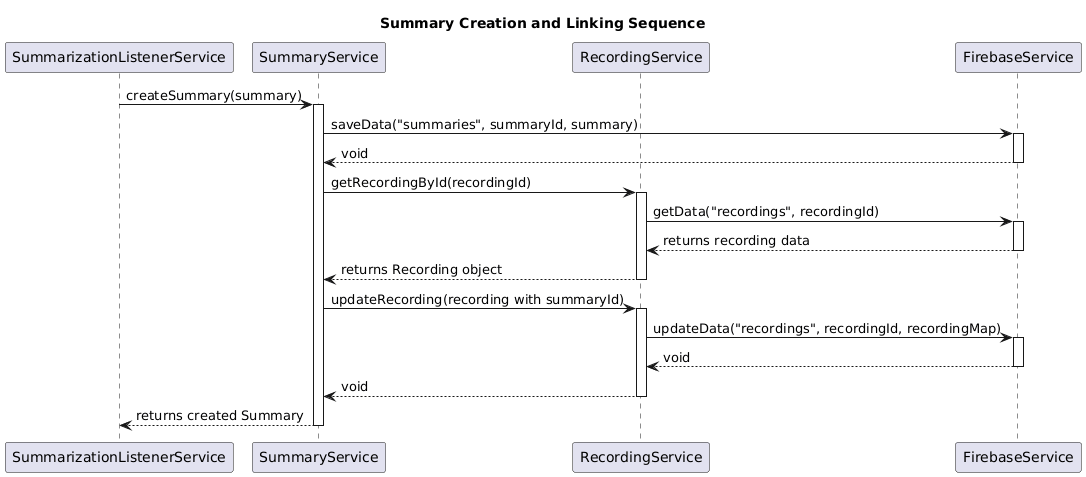 Summary Creation and Linking Sequence
SummarizationListenerService
SummaryService
RecordingService
FirebaseService
createSummary(summary)
saveData("summaries", summaryId, summary)
void
getRecordingById(recordingId)
getData("recordings", recordingId)
returns recording data
returns Recording object
updateRecording(recording with summaryId)
updateData("recordings", recordingId, recordingMap)
void
void
returns created Summary
SummarizationListenerService
SummaryService
RecordingService
FirebaseService